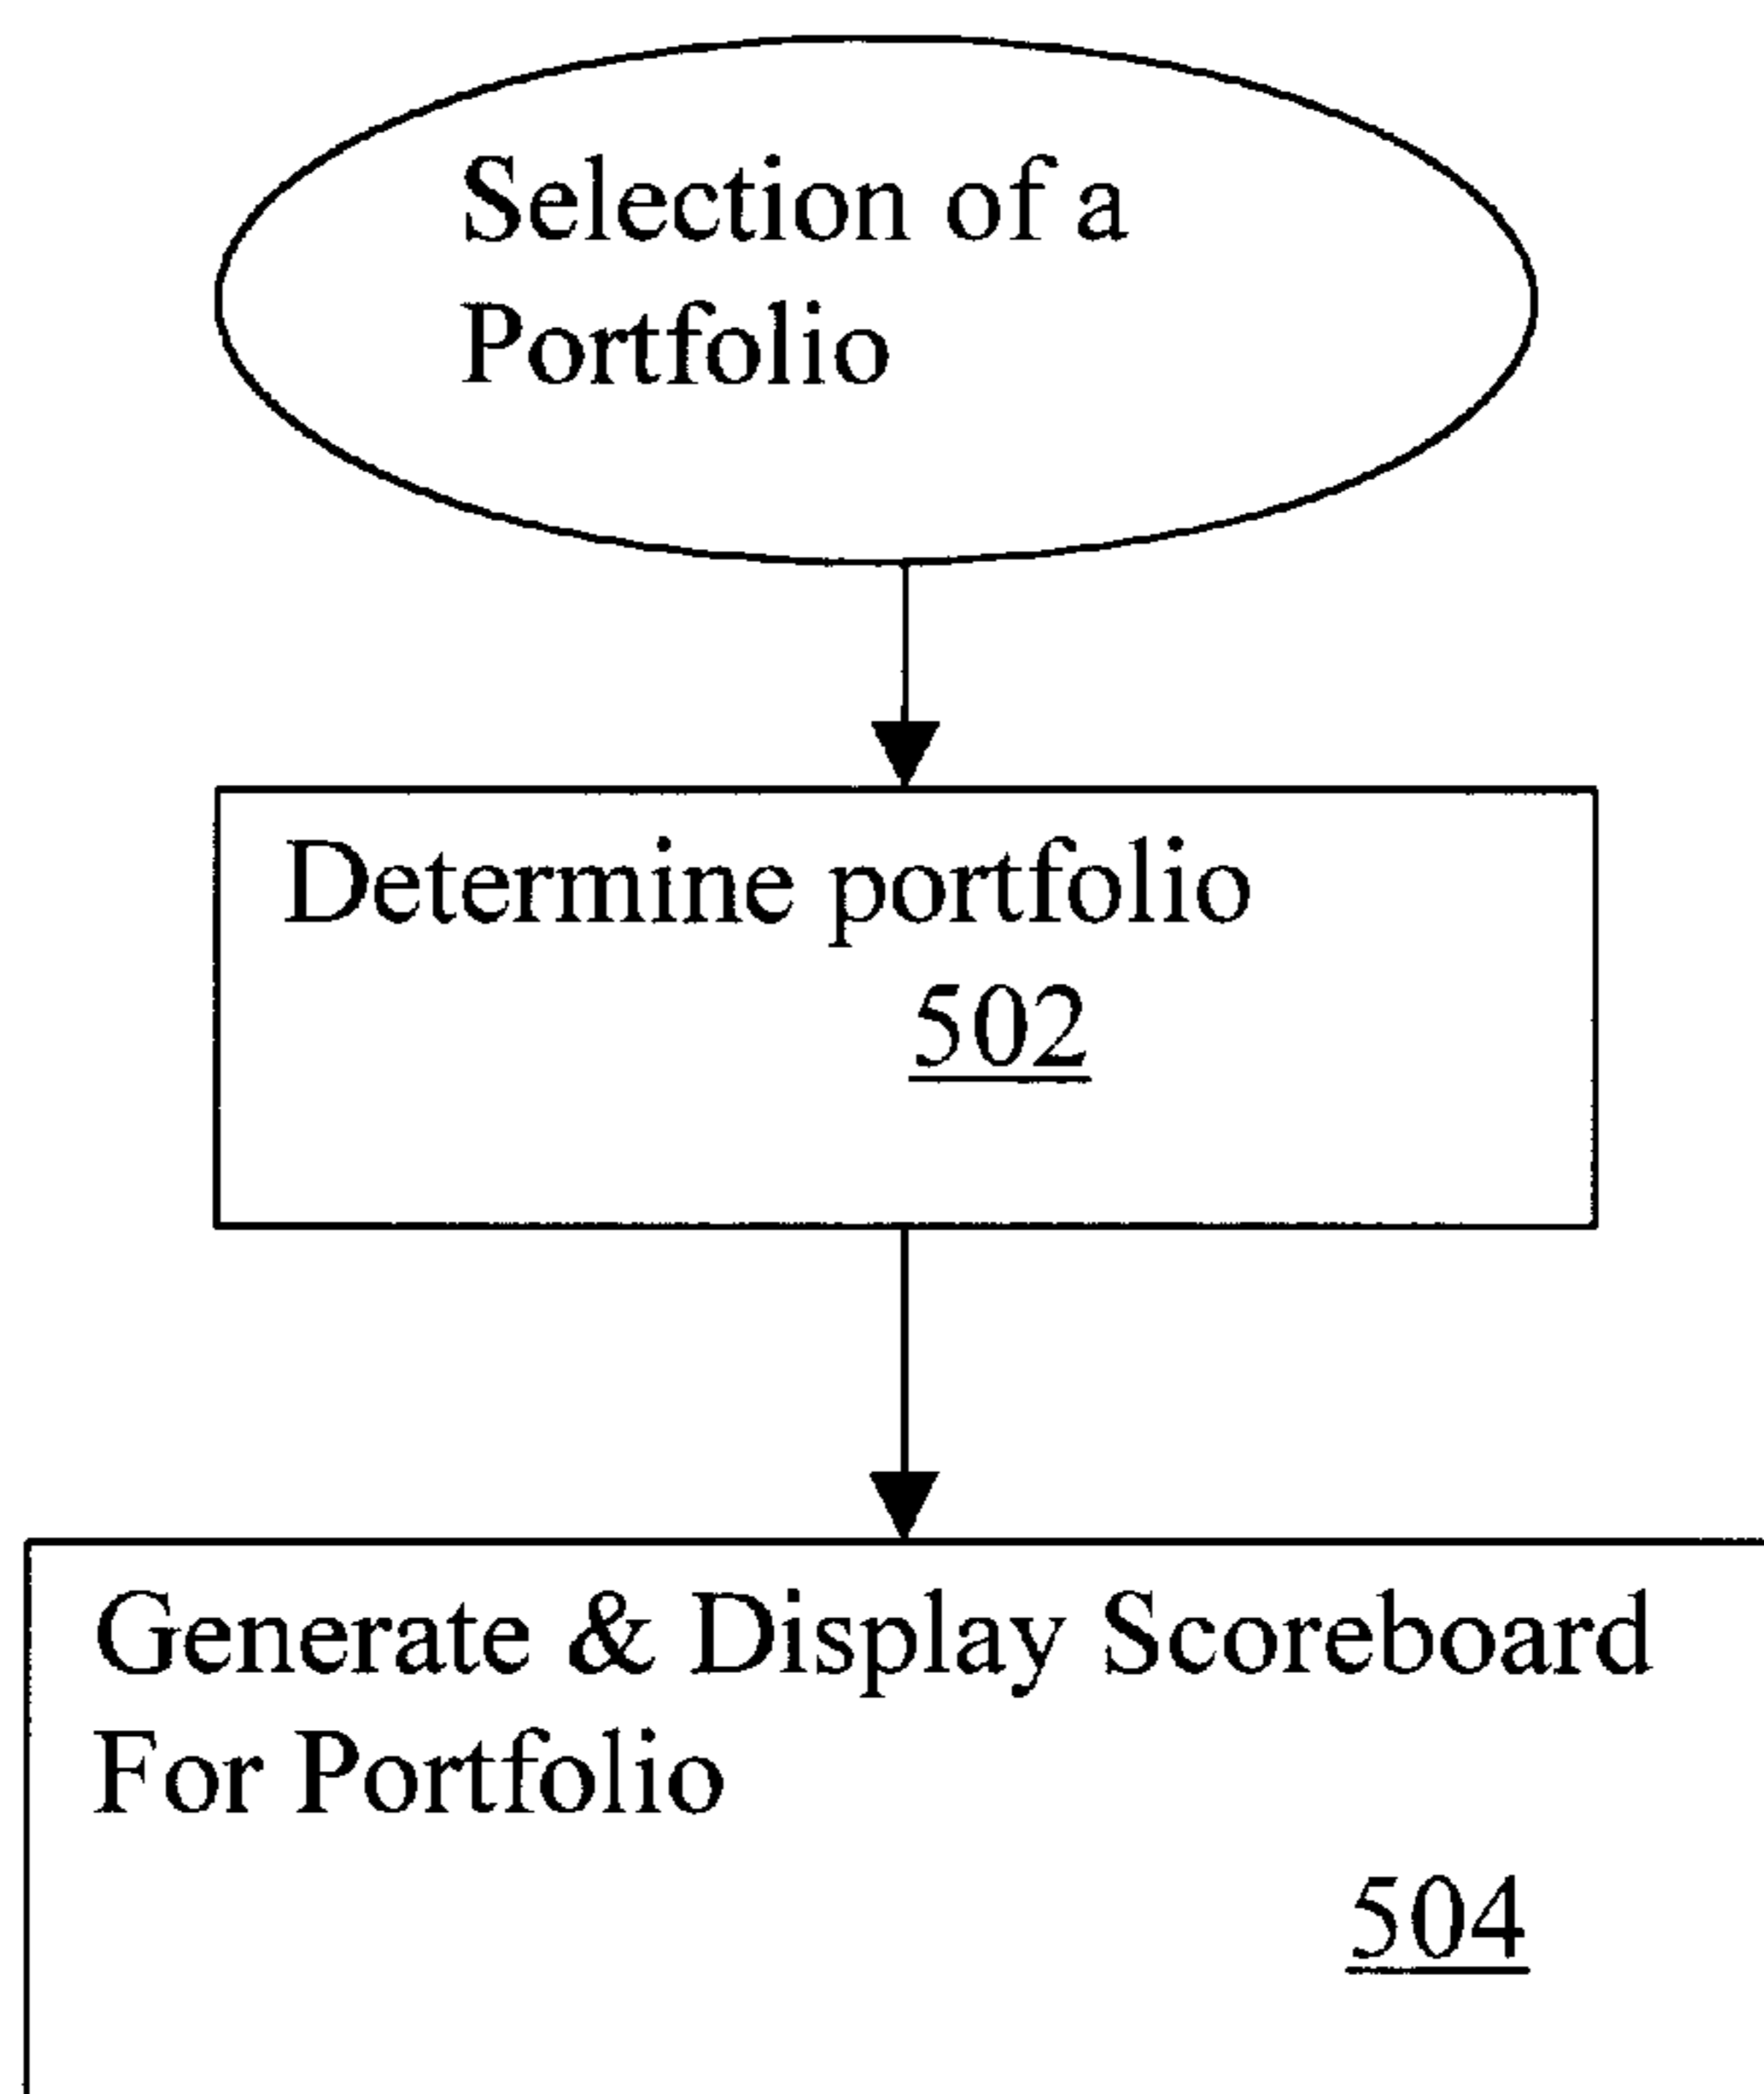 Selection of a
Portfolio
Determine portfolio
502
Generate & Display Scoreboard
For Portfolio
504